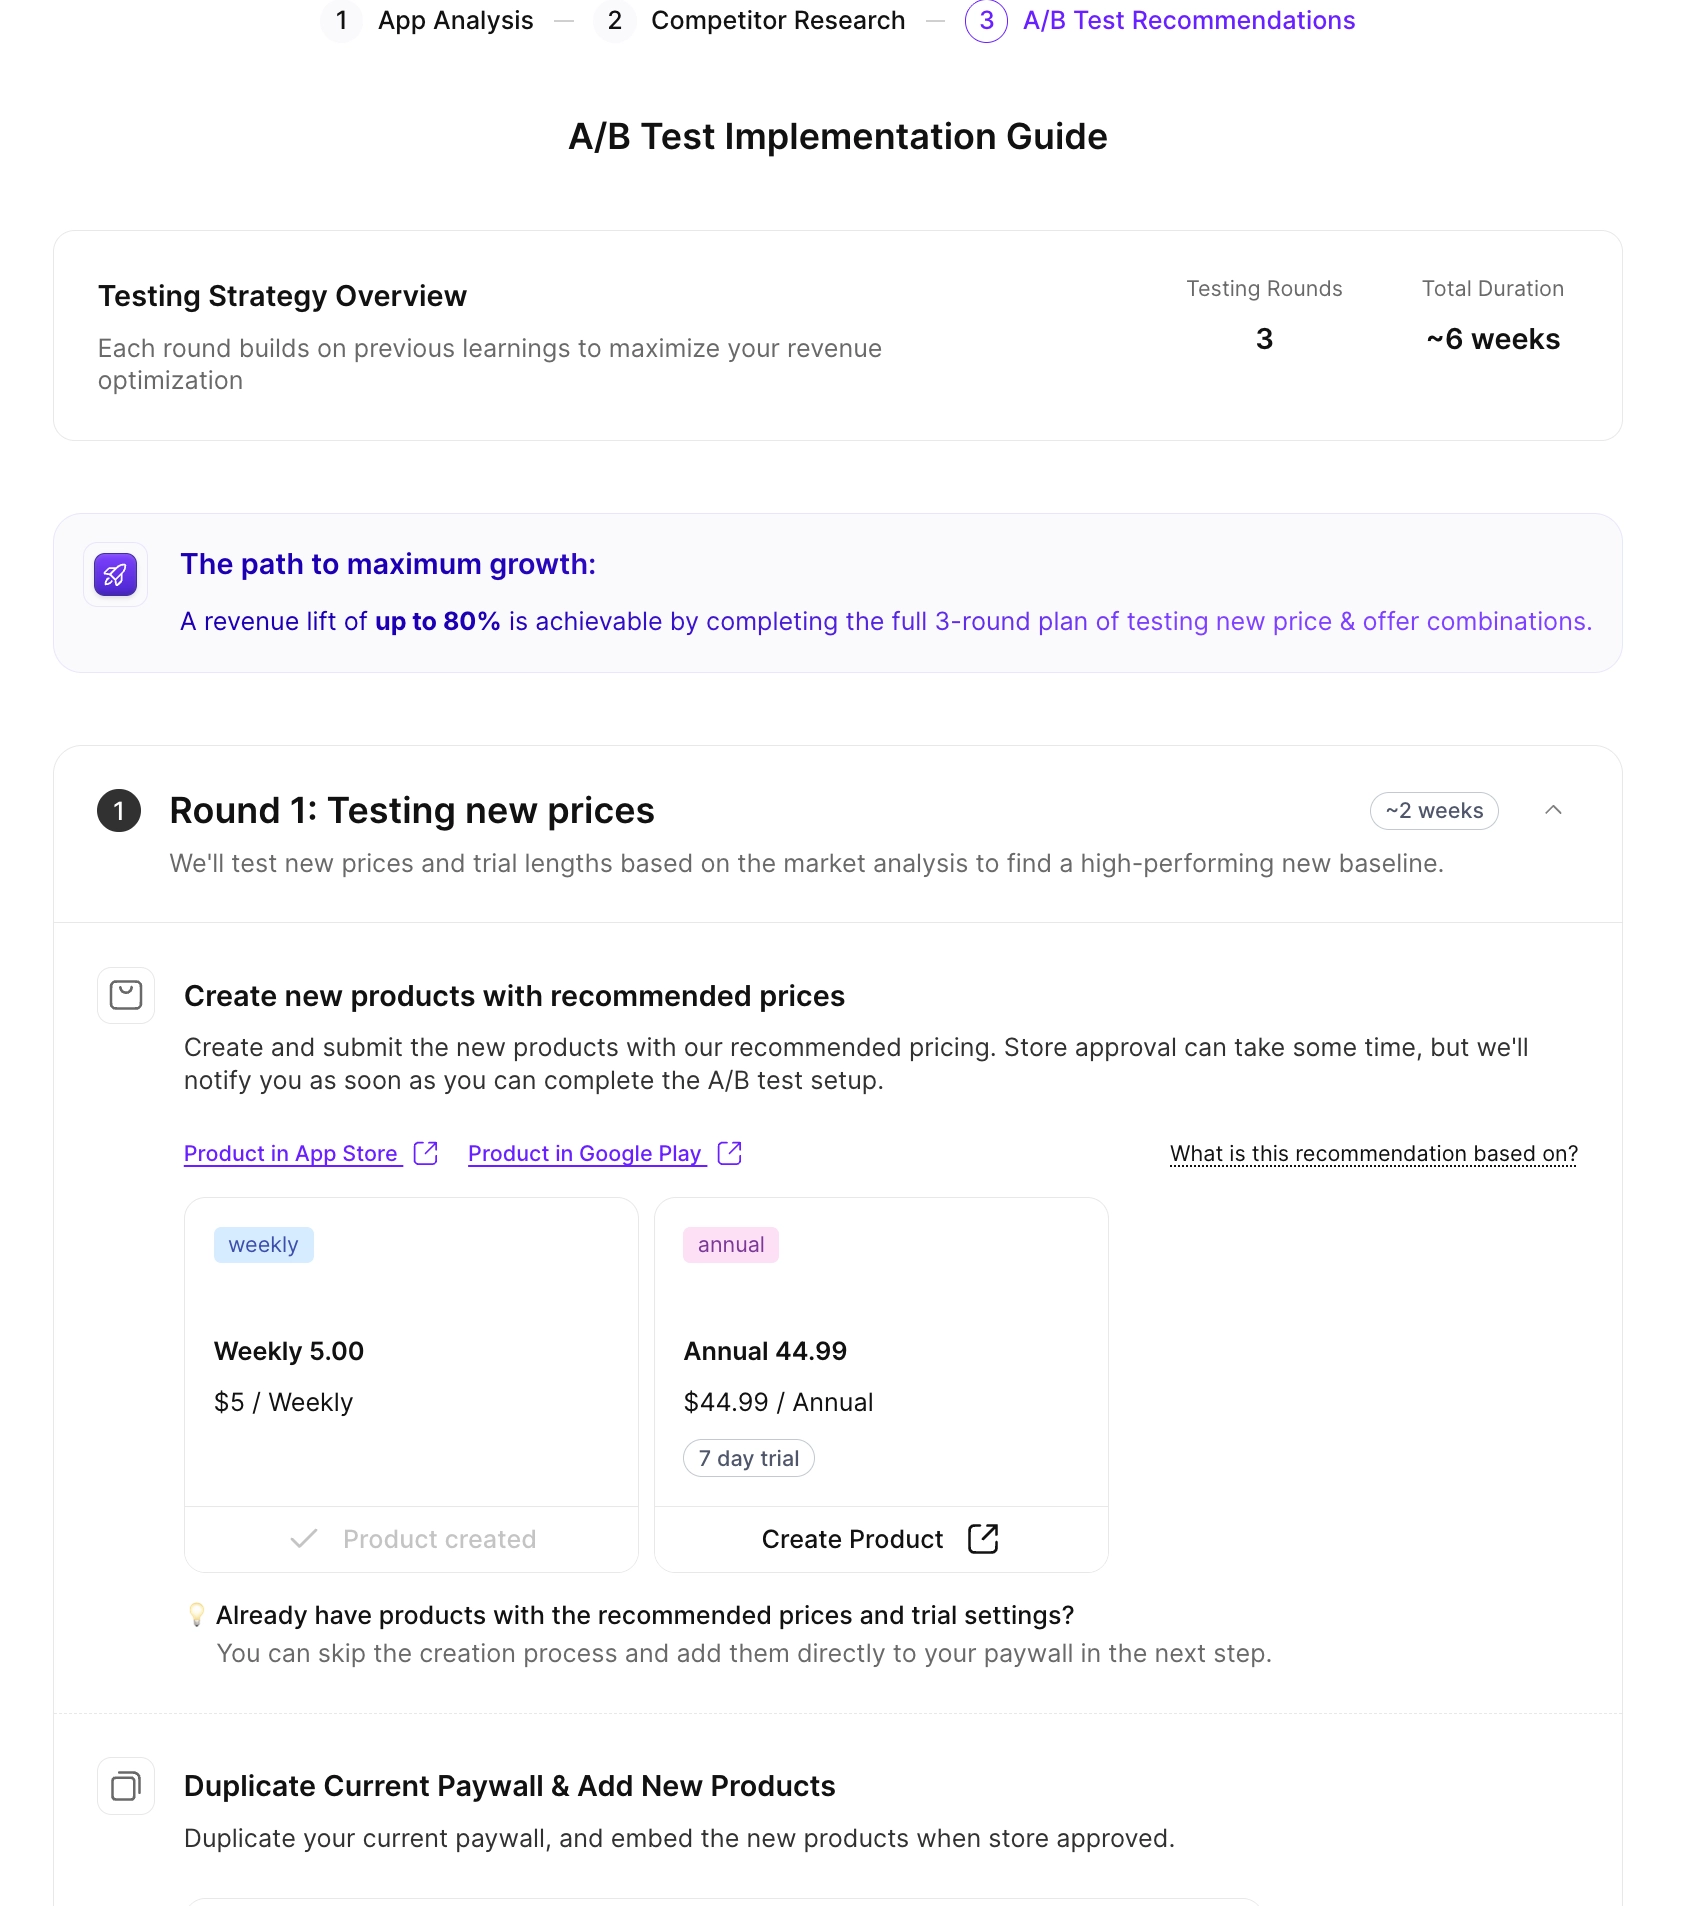 1 App Analysis — 2 Competitor Research — 3 A/B Test Recommendations
A/B Test Implementation Guide
Testing Strategy Overview
Each round builds on previous learnings to maximize your revenue
optimization
Testing Rounds
3
Total Duration
~6 weeks
The path to maximum growth:
A revenue lift of up to 80% is achievable by completing the full 3-round plan of testing new price & offer combinations.
1 Round 1: Testing new prices
~2 weeks
We'll test new prices and trial lengths based on the market analysis to find a high-performing new baseline.
Create new products with recommended prices
Create and submit the new products with our recommended pricing. Store approval can take some time, but we'll
notify you as soon as you can complete the A/B test setup.
Product in App Store Product in Google Play
What is this recommendation based on?
weekly
Weekly 5.00
$5 / Weekly
Product created
annual
Annual 44.99
$44.99 / Annual
7 day trial
Create Product
💡 Already have products with the recommended prices and trial settings?
You can skip the creation process and add them directly to your paywall in the next step.
Duplicate Current Paywall & Add New Products
Duplicate your current paywall, and embed the new products when store approved.